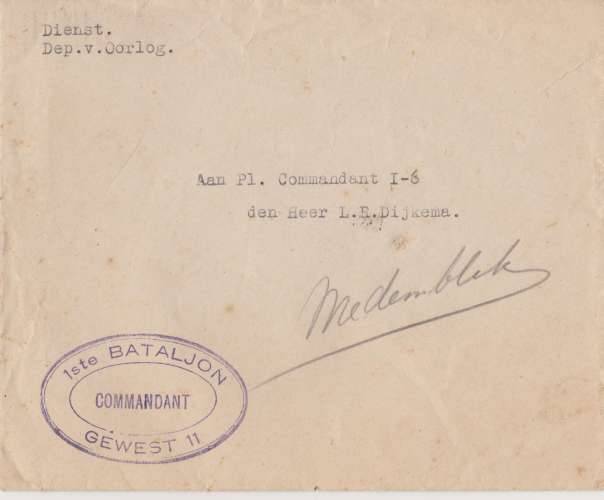 Dienst.
Dep.v.Oorlog.
Aan Pl. Commandant I-6
den Heer L.E.Dijkema.
Medemblik
1ste BATALJON
COMMANDANT
GEWEST 11